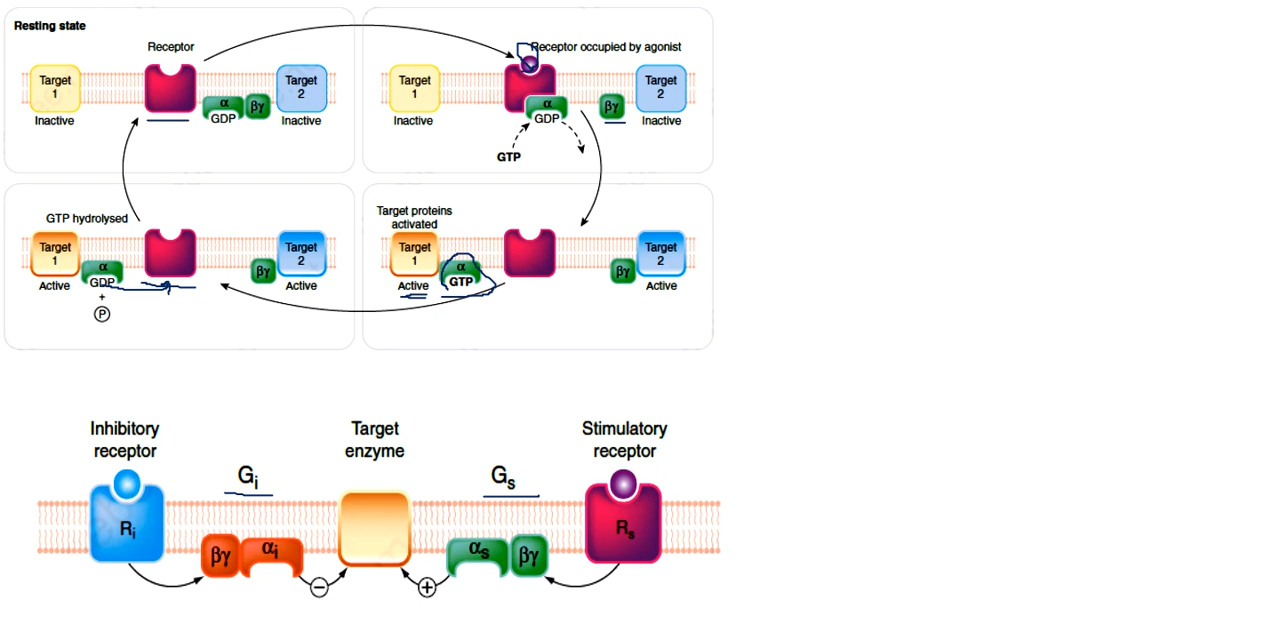 Resting state
Receptor
Target
1
Inactive
α
GDP
βγ
Target
2
Inactive
Receptor occupied by agonist
Target
1
Inactive
α
GDP
GTP
βγ
Target
2
Inactive
GTP hydrolysed
Target
1
Active
α
GDP
+
P
βγ
Target
2
Active
Target proteins
activated
Target
1
Active
α
GTP
βγ
Target
2
Active
Inhibitory
receptor
Target
enzyme
Stimulatory
receptor
Gi
Gs
Ri
Rs
βγ
αi
αs
βγ
−
+